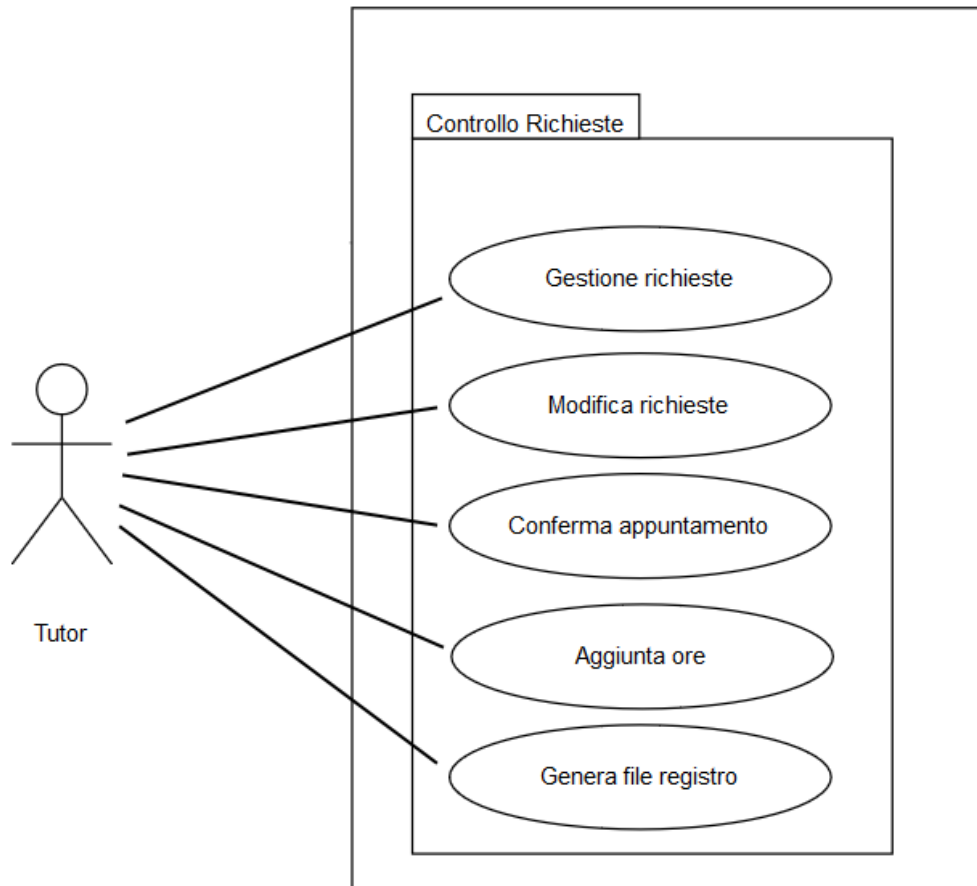 Controllo Richieste
Gestione richieste
Modifica richieste
Conferma appuntamento
Aggiunta ore
Genera file registro
Tutor